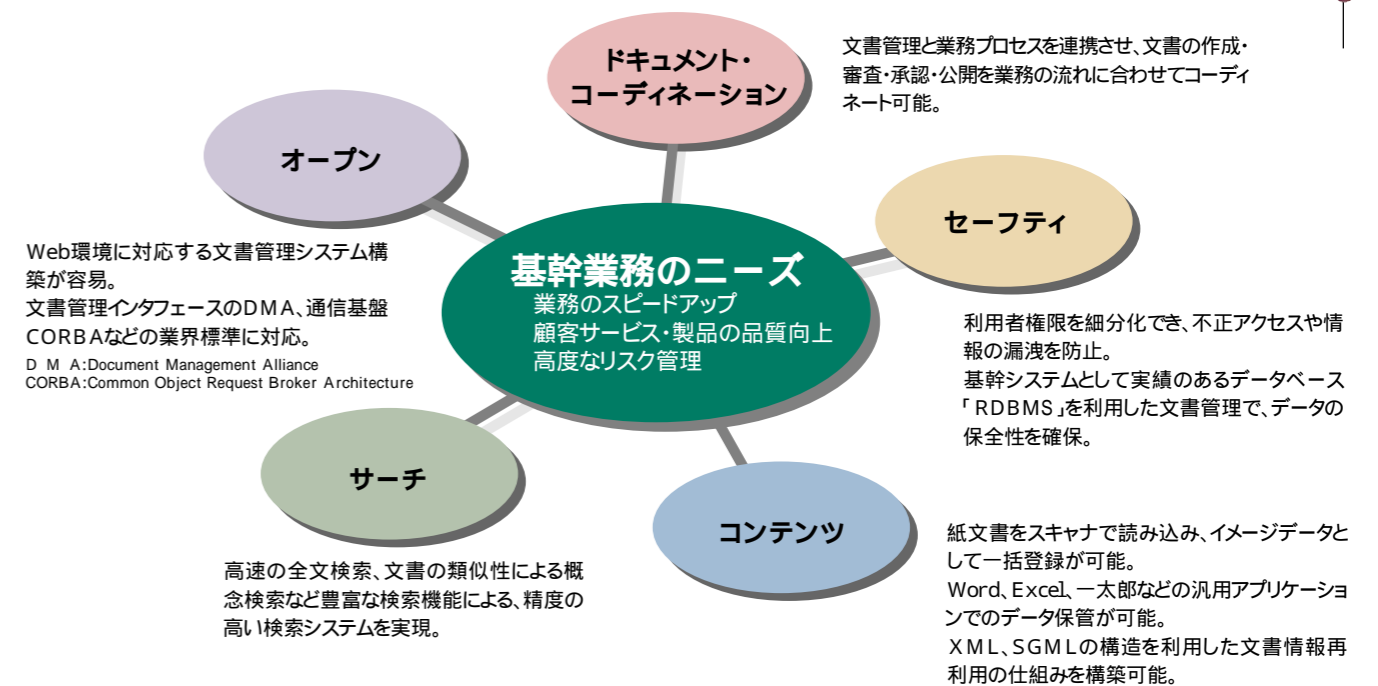 ドキュメント・
コーディネーション
文書管理と業務プロセスを連携させ、文書の作成・
審査・承認・公開を業務の流れに合わせてコーディ
ネート可能。
オープン
Web環境に対応する文書管理システム構
築が容易。
文書管理インタフェースのDMA、通信基盤
CORBAなどの業界標準に対応。
D M A:Document Management Alliance
CORBA:Common Object Request Broker Architecture
セーフティ
利用者権限を細分化でき、不正アクセスや情
報の漏洩を防止。
基幹システムとして実績のあるデータベース
「RDBMS」を利用した文書管理で、データの
保全性を確保。
基幹業務のニーズ
業務のスピードアップ
顧客サービス・製品の品質向上
高度なリスク管理
サーチ
高速の全文検索、文書の類似性による概
念検索など豊富な検索機能による、精度の
高い検索システムを実現。
コンテンツ
紙文書をスキャナで読み込み、イメージデータと
して一括登録が可能。
Word、Excel、一太郎などの汎用アプリケーショ
ンでのデータ保管が可能。
XML、SGMLの構造を利用した文書情報再
利用の仕組みを構築可能。